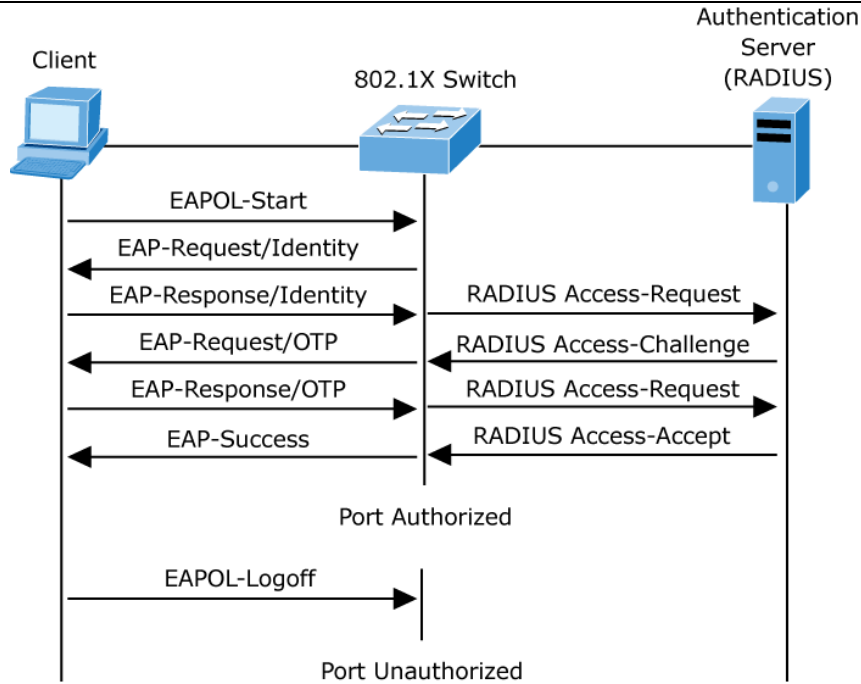 Client
802.1X Switch
Authentication
Server
(RADIUS)
EAPOL-Start
EAP-Request/Identity
EAP-Response/Identity
RADIUS Access-Request
EAP-Request/OTP
RADIUS Access-Challenge
EAP-Response/OTP
RADIUS Access-Request
EAP-Success
RADIUS Access-Accept
Port Authorized
EAPOL-Logoff
Port Unauthorized